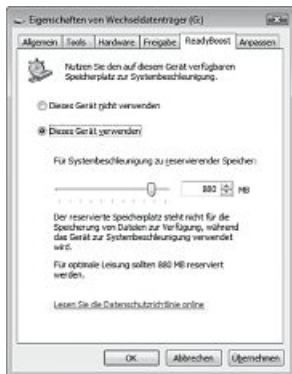 Eigenschaften von Wechseldatenträger (G:)
Allgemein Tools Hardware Freigabe ReadyBoost Anpassen
Nutzen Sie den auf diesem Gerät verfügbaren
Speicherplatz zur Systembeschleunigung.
Dieses Gerät nicht verwenden
Dieses Gerät verwenden
Für Systembeschleunigung zu reservierender Speicher:
880 MB
Der reservierte Speicherplatz steht nicht für die
Speicherung von Dateien zur Verfügung, während
das Gerät zur Systembeschleunigung verwendet
wird.
Für optimale Leisung sollten 880 MB reserviert
werden.
Lesen Sie die Datenschutzrichtlinie online
OK Abbrechen Übernehmen